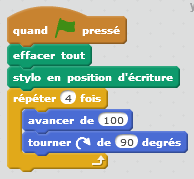 quand pressé
effacer tout
stylo en position d'écriture
répéter 4 fois
avancer de 100
tourner de 90 degrés